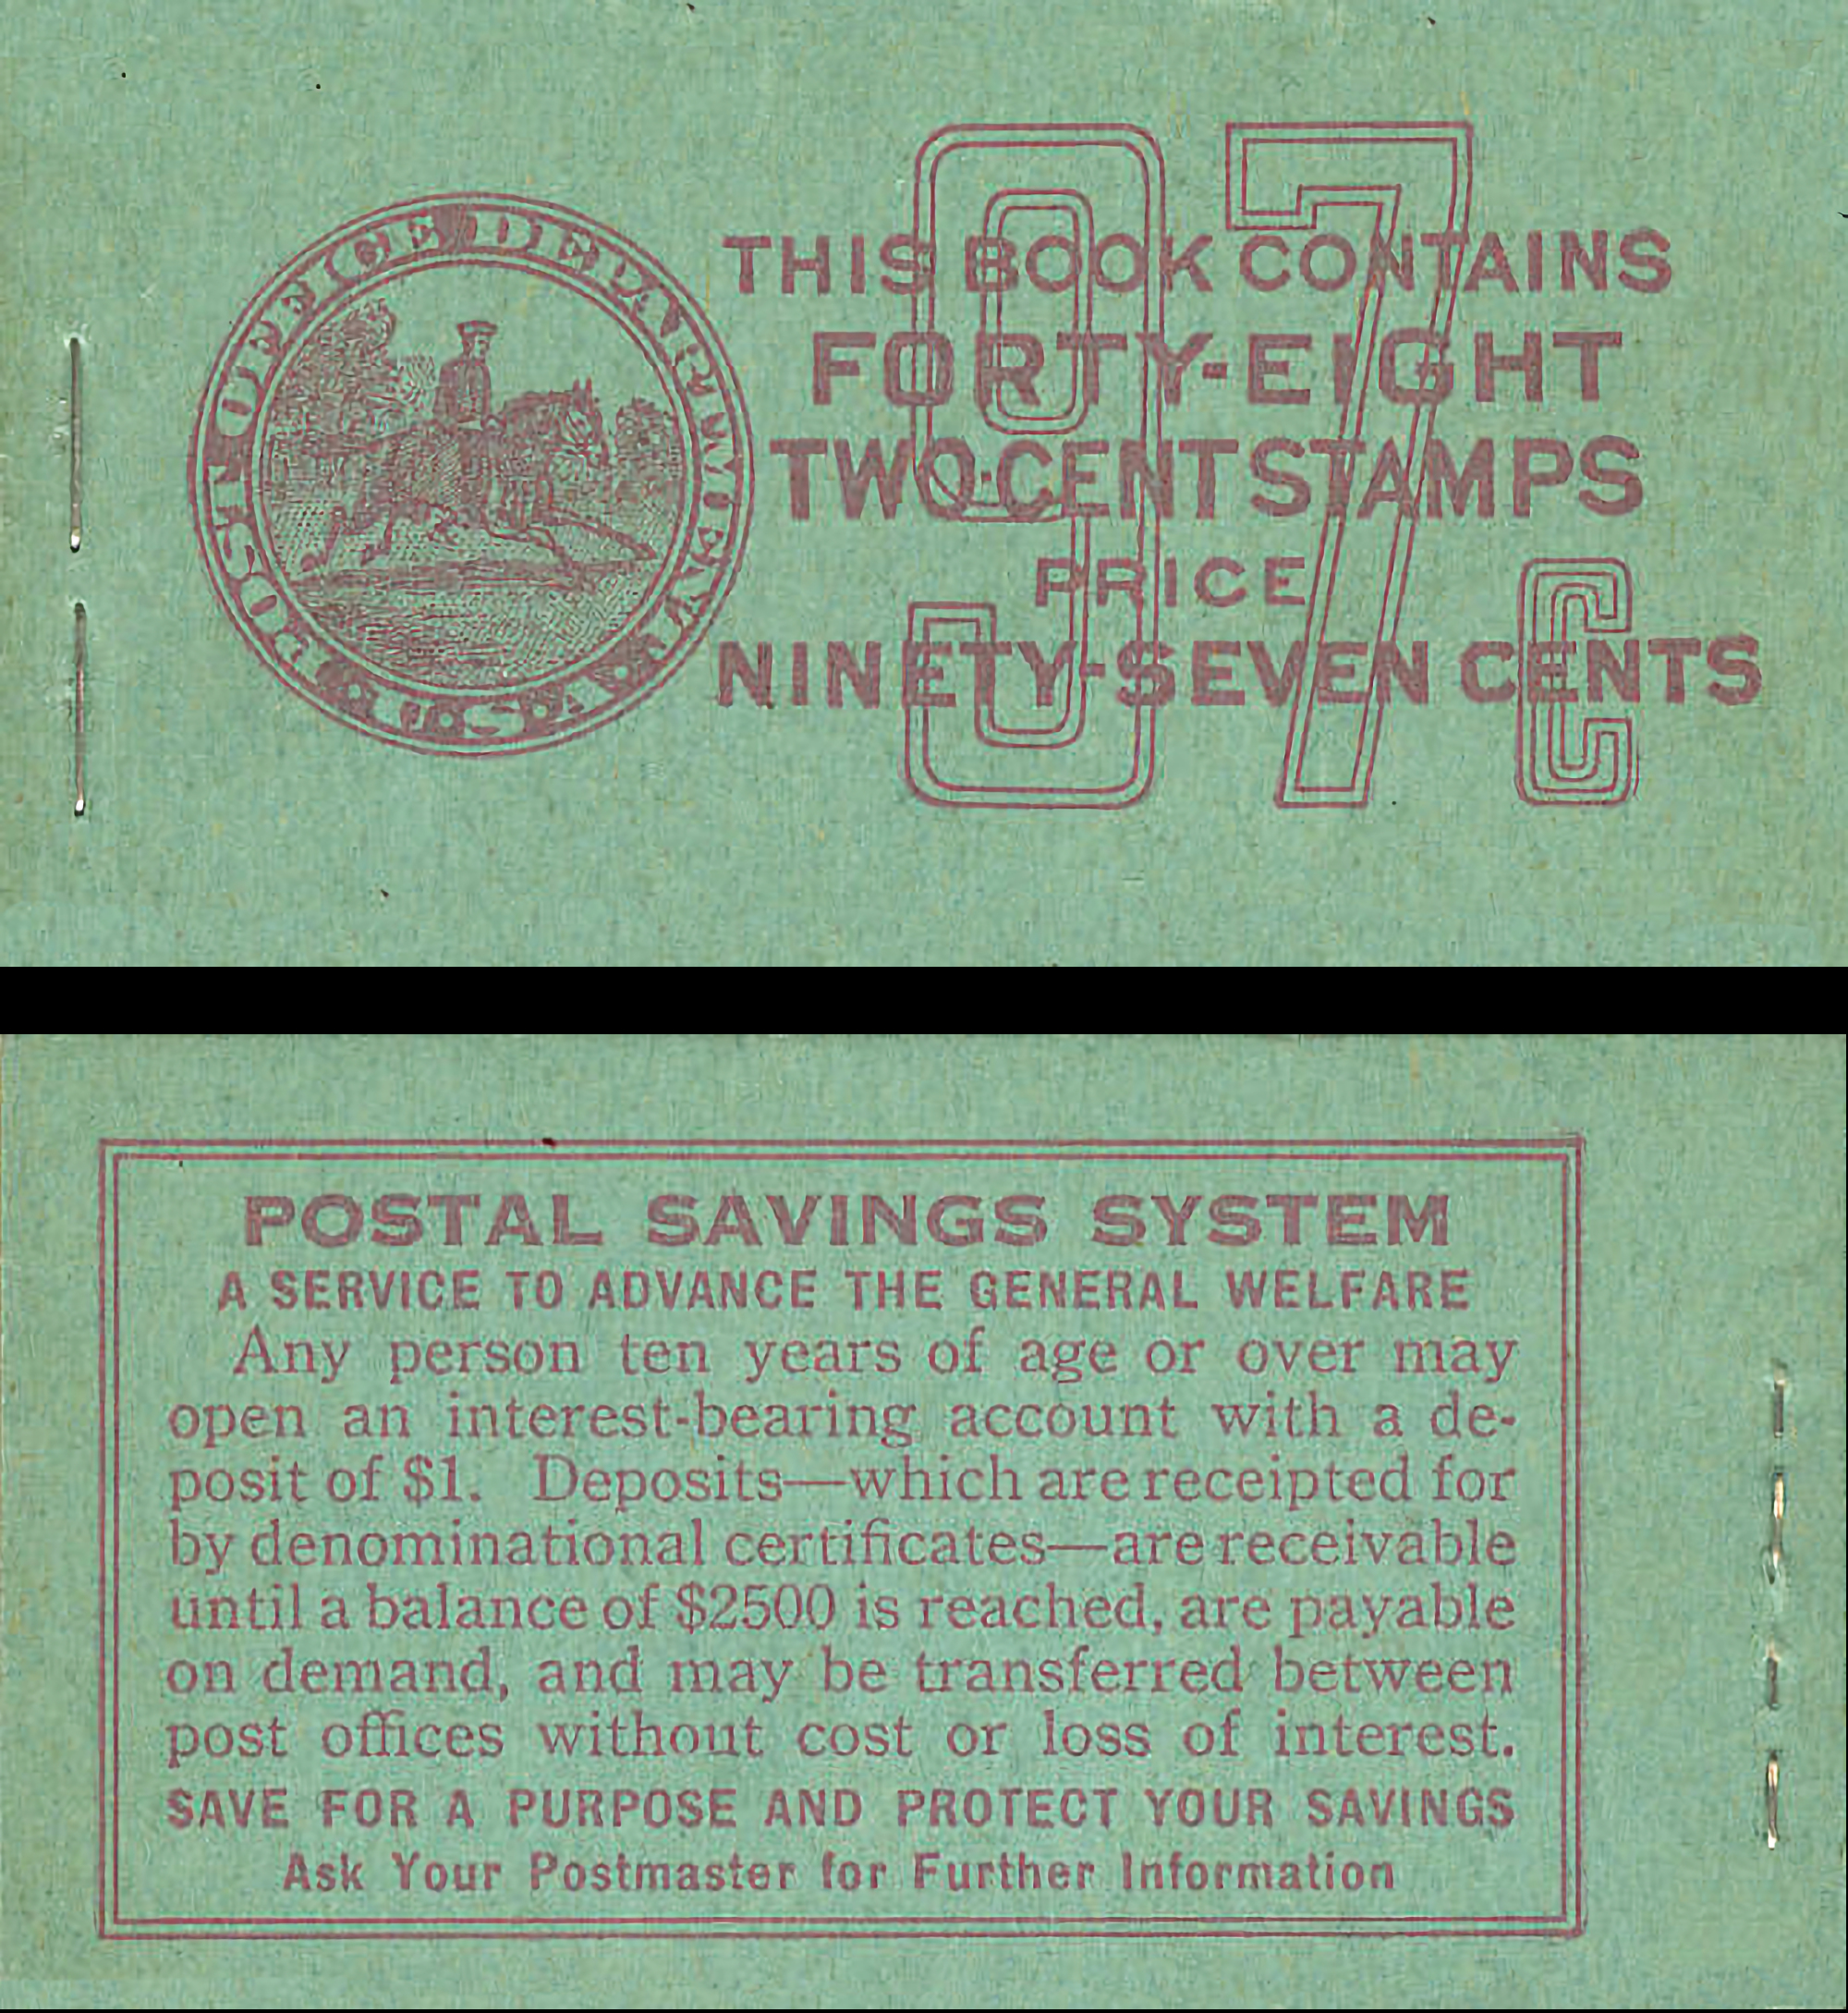 POST OFFICE DEPARTMENT
U.S.A.
97c
THIS BOOK CONTAINS
FORTY-EIGHT
TWO-CENT STAMPS
PRICE
NINETY-SEVEN CENTS
POSTAL SAVINGS SYSTEM
A SERVICE TO ADVANCE THE GENERAL WELFARE
Any person ten years of age or over may
open an interest-bearing account with a de-
posit of $1. Deposits—which are receipted for
by denominational certificates—are receivable
until a balance of $2500 is reached, are payable
on demand, and may be transferred between
post offices without cost or loss of interest.
SAVE FOR A PURPOSE AND PROTECT YOUR SAVINGS
Ask Your Postmaster for Further Information